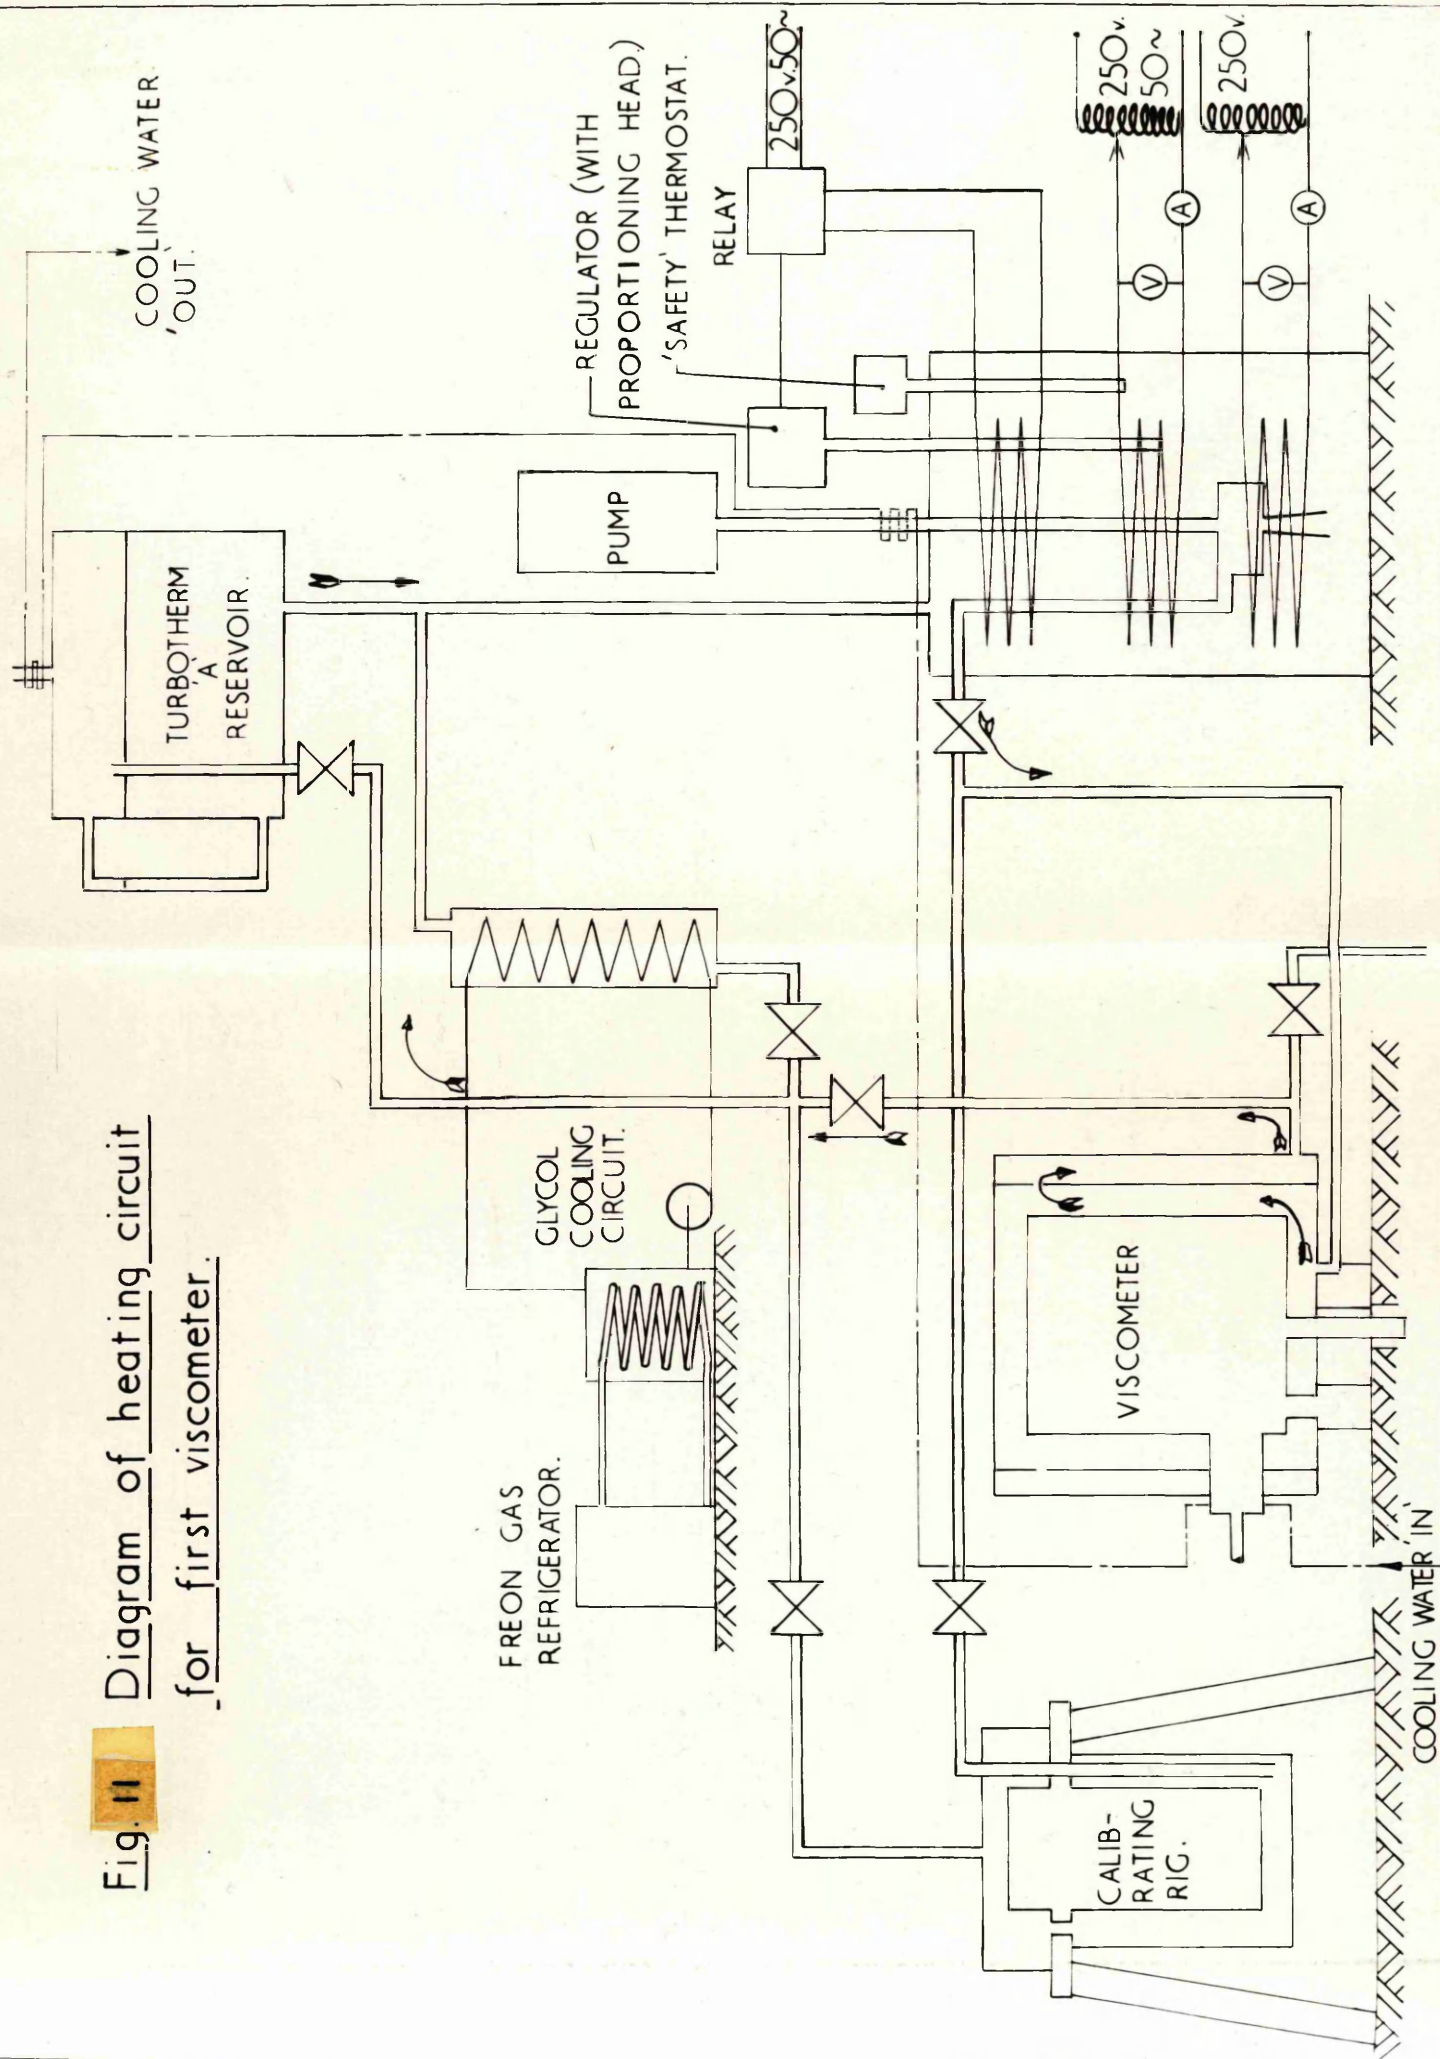 Fig. 11 Diagram of heating circuit
for first viscometer.
COOLING WATER
'OUT'.
TURBOTHERM
'A'
RESERVOIR.
PUMP
REGULATOR (WITH
PROPORTIONING HEAD.)
'SAFETY' THERMOSTAT.
RELAY
250v.50~
250v.
50~
250v.
A
A
V
V
GLYCOL
COOLING
CIRCUIT.
FREON GAS
REFRIGERATOR.
VISCOMETER
CALIB-
RATING
RIG.
COOLING WATER 'IN'